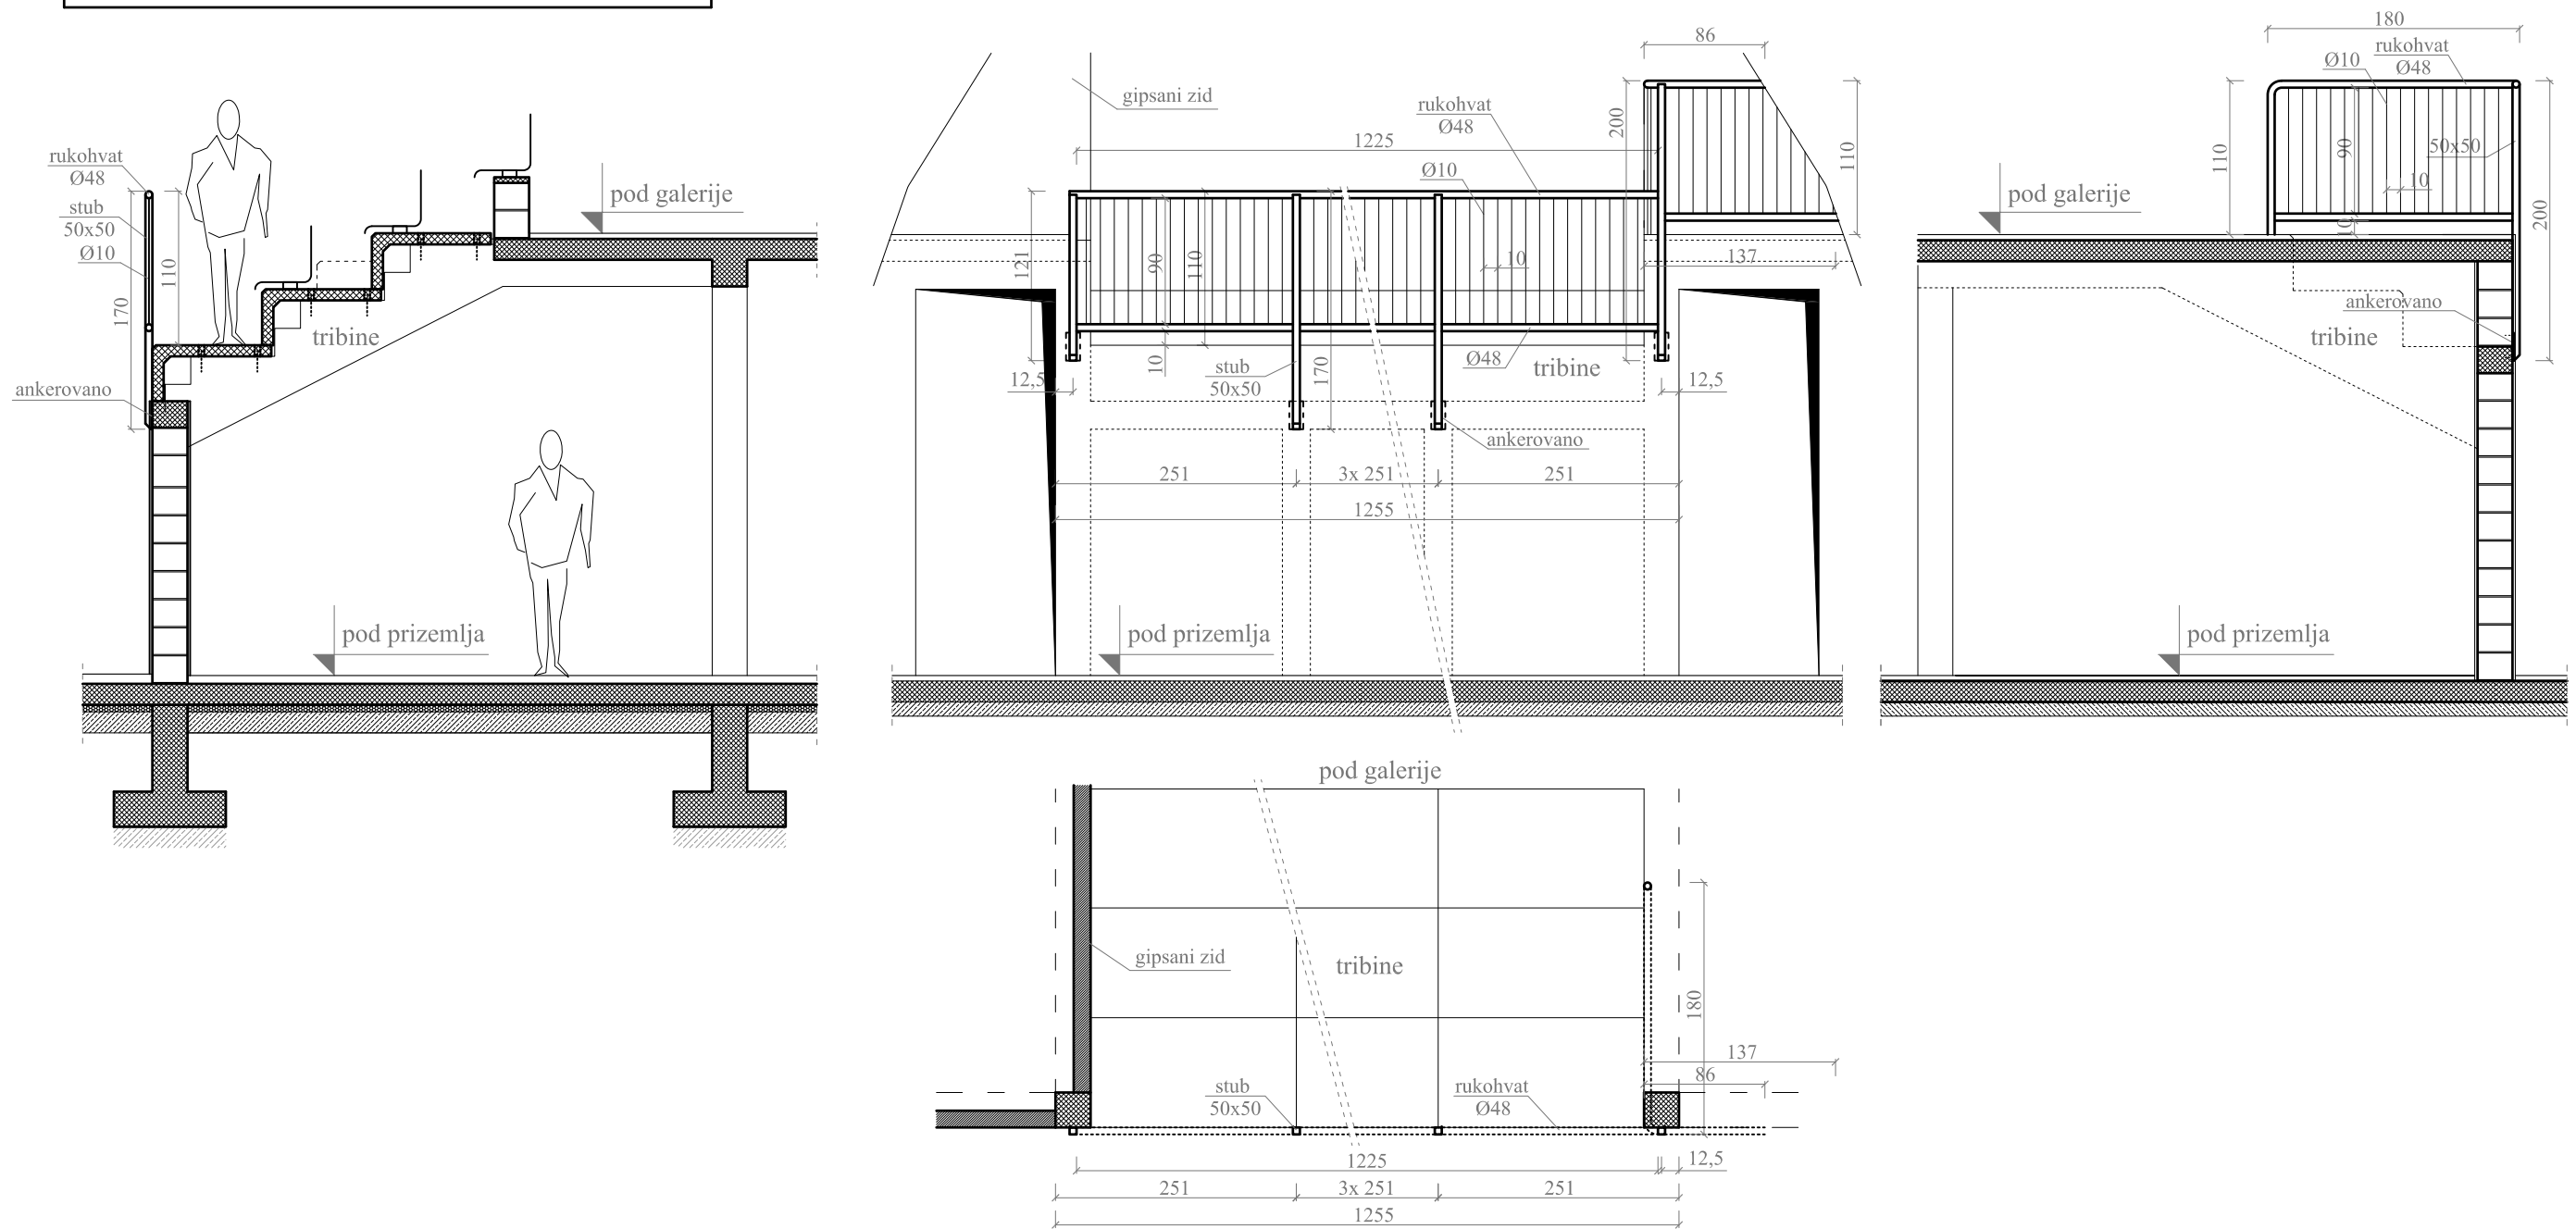 rukohvat
Ø48
stub
50x50
Ø10
110
170
ankerovano
tribine
pod galerije
pod prizemlja
gipsani zid
86
rukohvat
Ø48
200
110
1225
Ø10
121
90
110
10
137
10
170
Ø48
tribine
stub
50x50
12,5
12,5
ankerovano
251
3x 251
251
1255
pod prizemlja
180
rukohvat
Ø10
Ø48
110
90
50x50
10
10
200
pod galerije
ankerovano
tribine
pod prizemlja
pod galerije
gipsani zid
tribine
180
137
86
stub
50x50
rukohvat
Ø48
1225
12,5
251
3x 251
251
1255